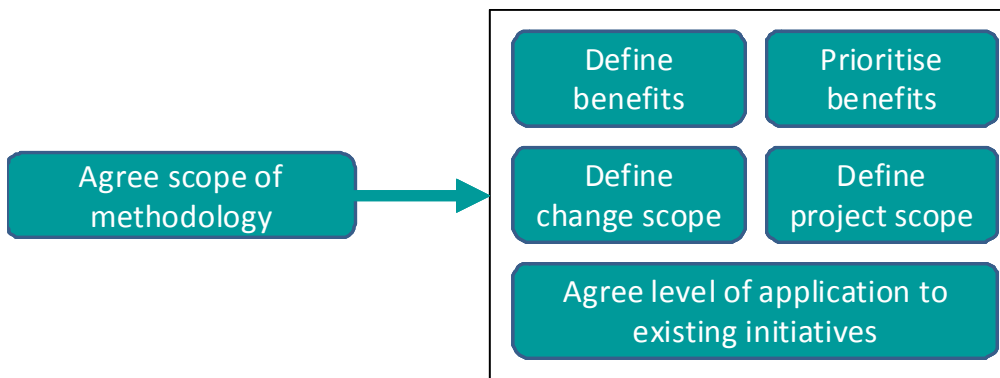 Agree scope of
methodology
Define
benefits
Prioritise
benefits
Define
change scope
Define
project scope
Agree level of application to
existing initiatives